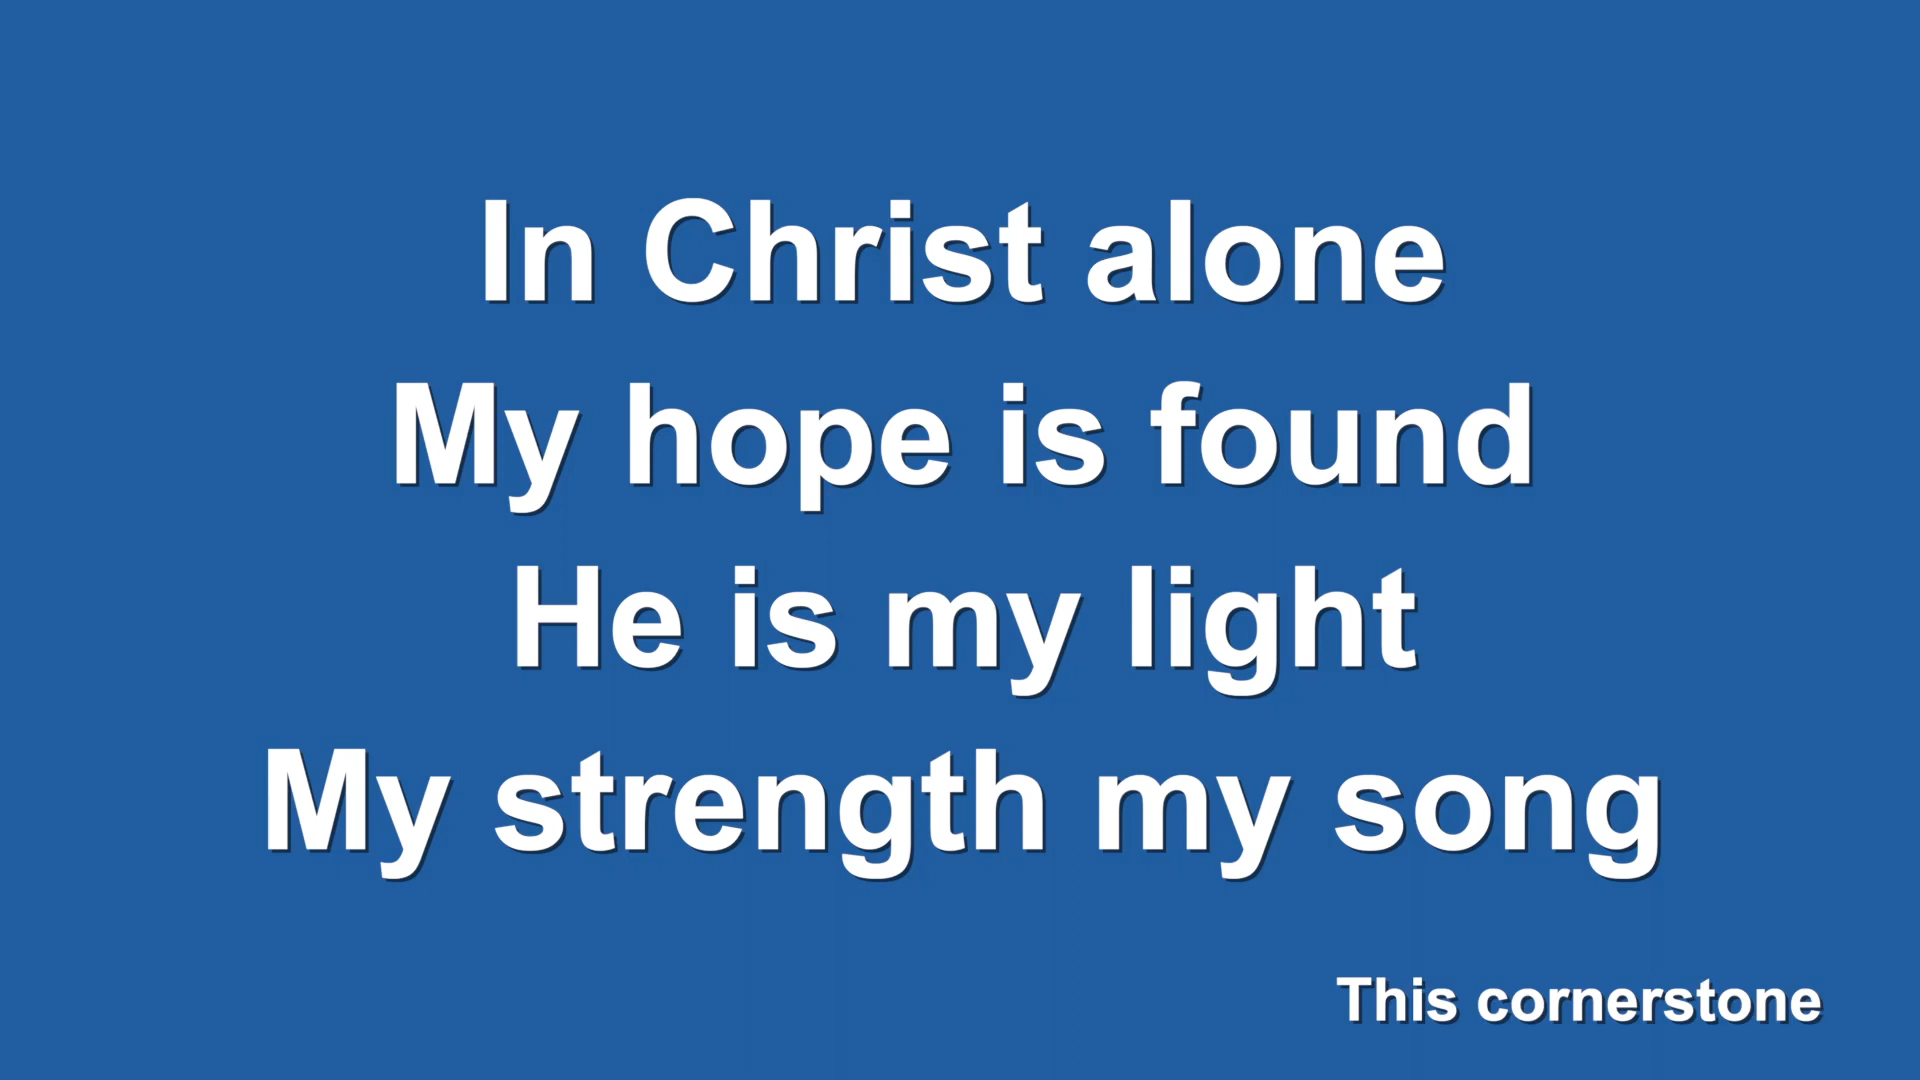 In Christ alone
My hope is found
He is my light
My strength my song
This cornerstone